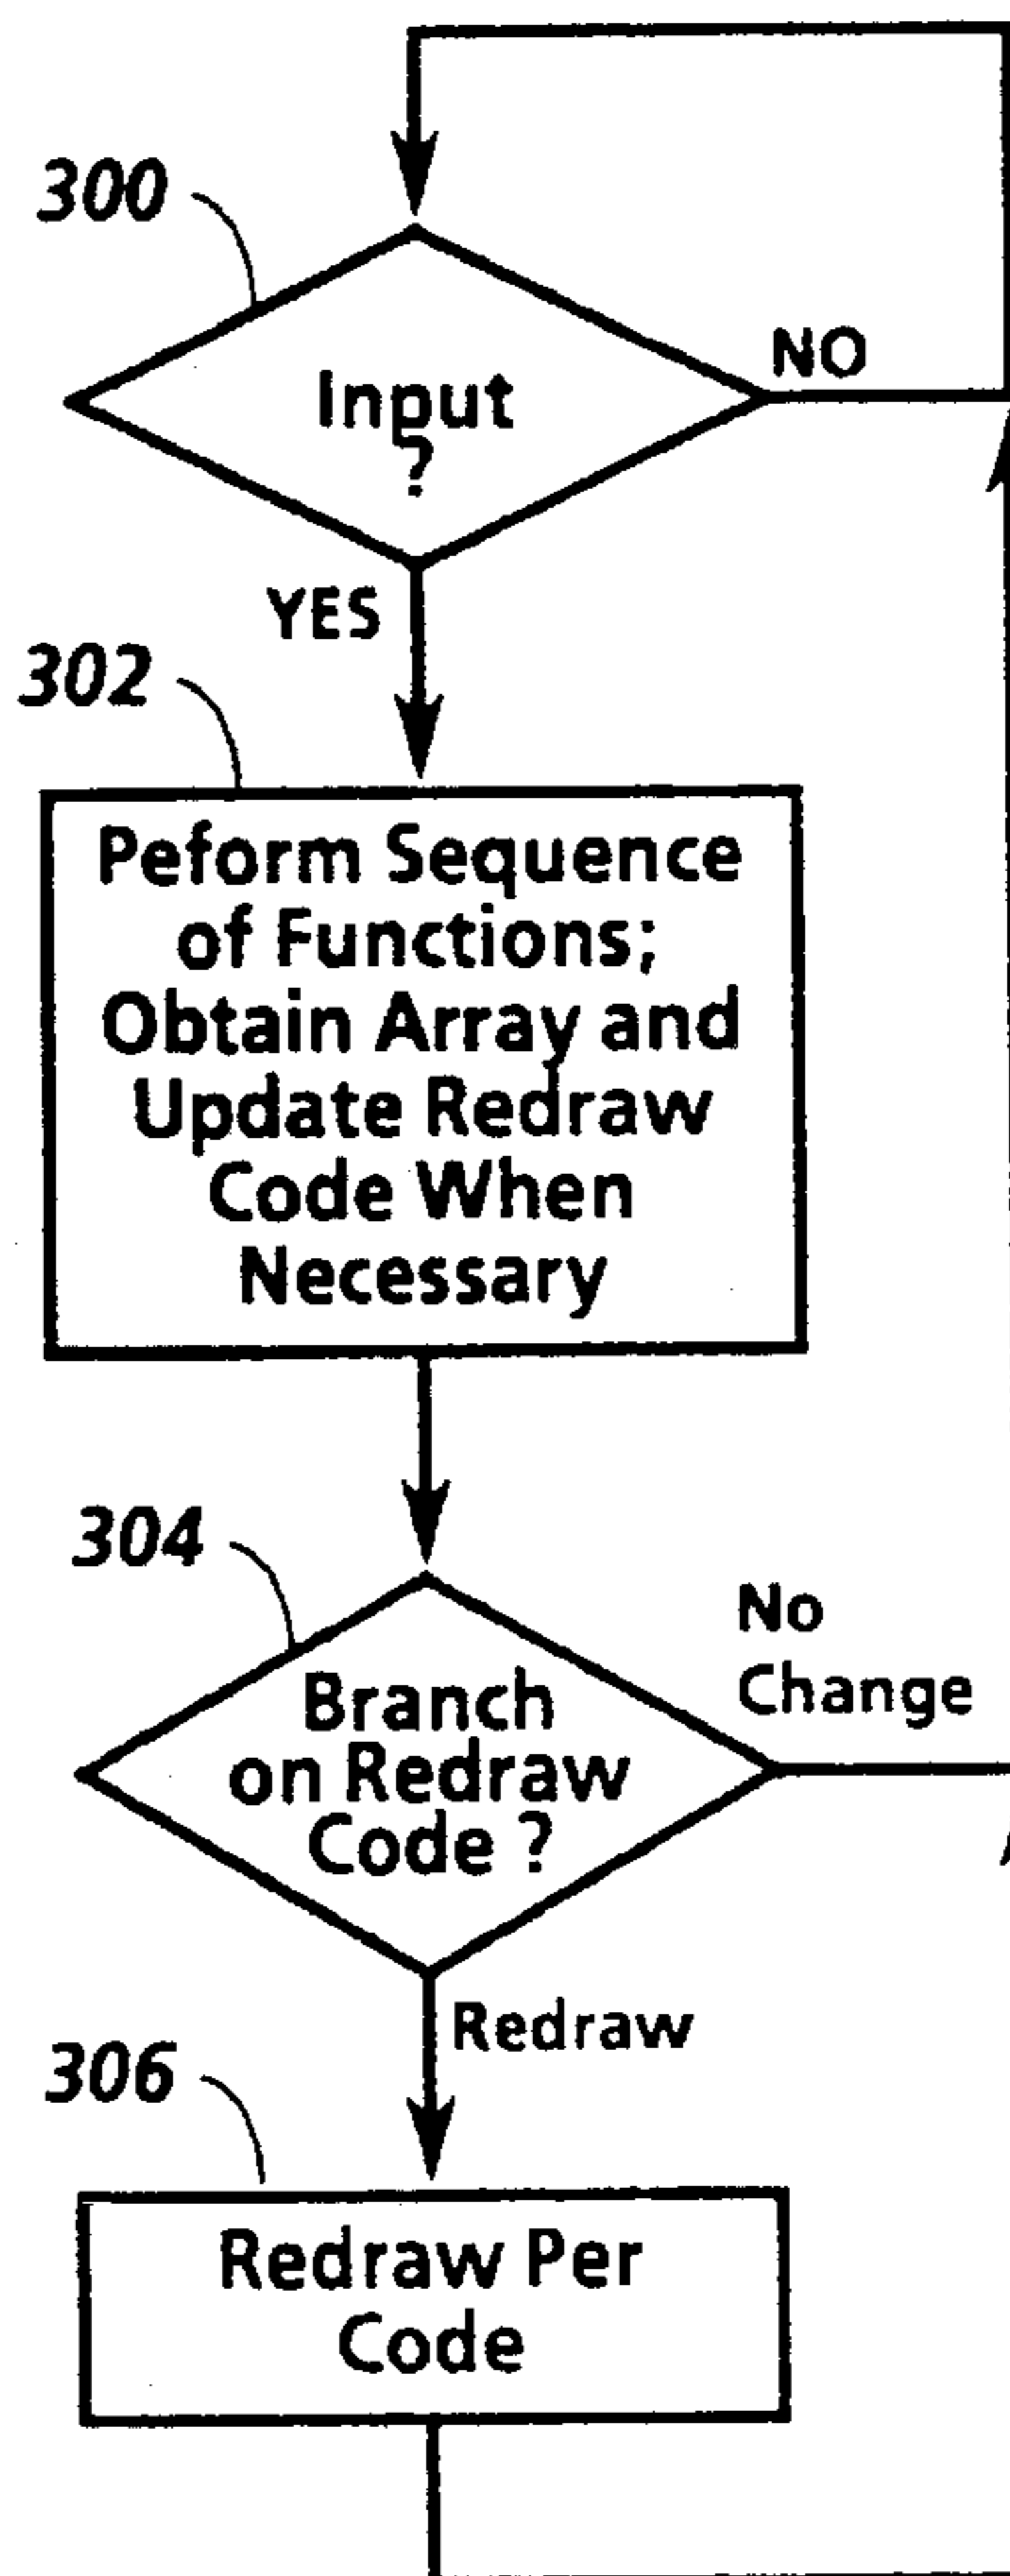 300
Input
?
NO
YES
302
Peform Sequence
of Functions;
Obtain Array and
Update Redraw
Code When
Necessary
304
No
Change
Branch
on Redraw
Code ?
Redraw
306
Redraw Per
Code